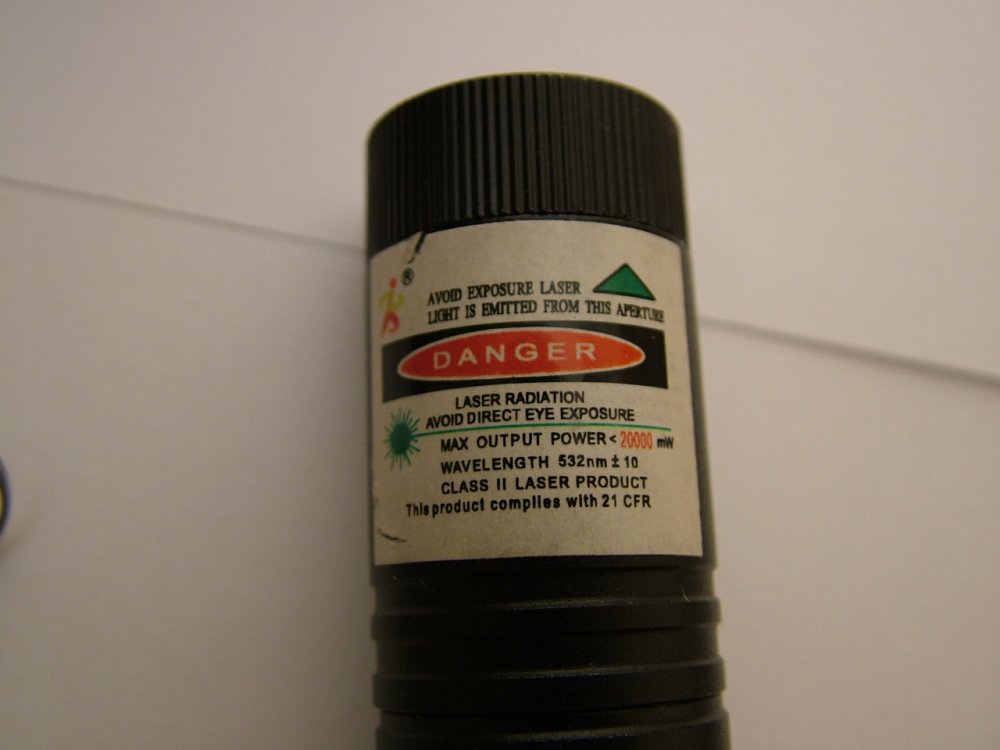 ®
AVOID EXPOSURE LASER
LIGHT IS EMITTED FROM THIS APERTURE
DANGER
LASER RADIATION
AVOID DIRECT EYE EXPOSURE
MAX OUTPUT POWER < 20000 mW
WAVELENGTH 532nm ± 10
CLASS II LASER PRODUCT
This product complies with 21 CFR